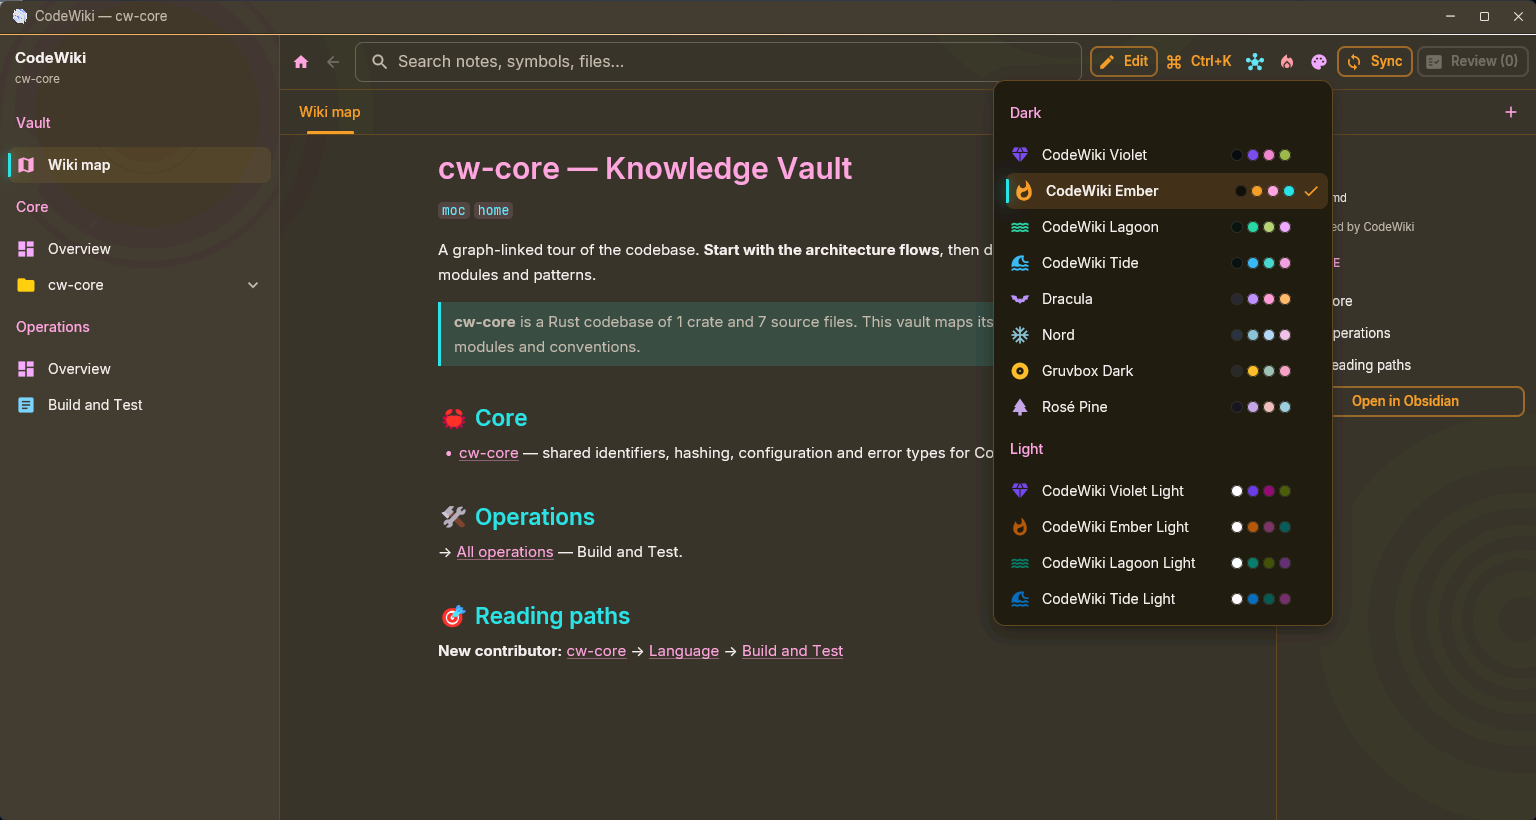 CodeWiki — cw-core
CodeWiki
cw-core
Vault
Wiki map
Core
Overview
cw-core
Operations
Overview
Build and Test
Search notes, symbols, files...
Edit
Ctrl+K
Sync
Review (0)
Wiki map
cw-core — Knowledge Vault
moc home
A graph-linked tour of the codebase. Start with the architecture flows, then
modules and patterns.
cw-core is a Rust codebase of 1 crate and 7 source files. This vault maps its
modules and conventions.
🦀 Core
• cw-core — shared identifiers, hashing, configuration and error types for
🛠 Operations
→ All operations — Build and Test.
🎯 Reading paths
New contributor: cw-core → Language → Build and Test
Dark
CodeWiki Violet
CodeWiki Ember
CodeWiki Lagoon
CodeWiki Tide
Dracula
Nord
Gruvbox Dark
Rosé Pine
Light
CodeWiki Violet Light
CodeWiki Ember Light
CodeWiki Lagoon Light
CodeWiki Tide Light
md
ed by CodeWiki
E
ore
perations
eading paths
Open in Obsidian